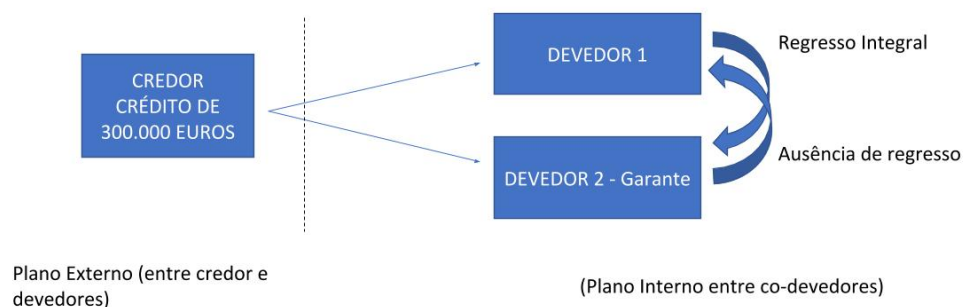 CREDOR
CRÉDITO DE
300.000 EUROS
DEVEDOR 1
Regresso Integral
DEVEDOR 2 - Garante
Ausência de regresso
Plano Externo (entre credor e
devedores)
(Plano Interno entre co-devedores)